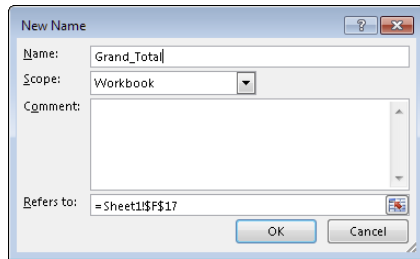 New Name
Name: Grand_Total
Scope: Workbook
Comment:
Refers to: =Sheet1!$F$17
OK Cancel